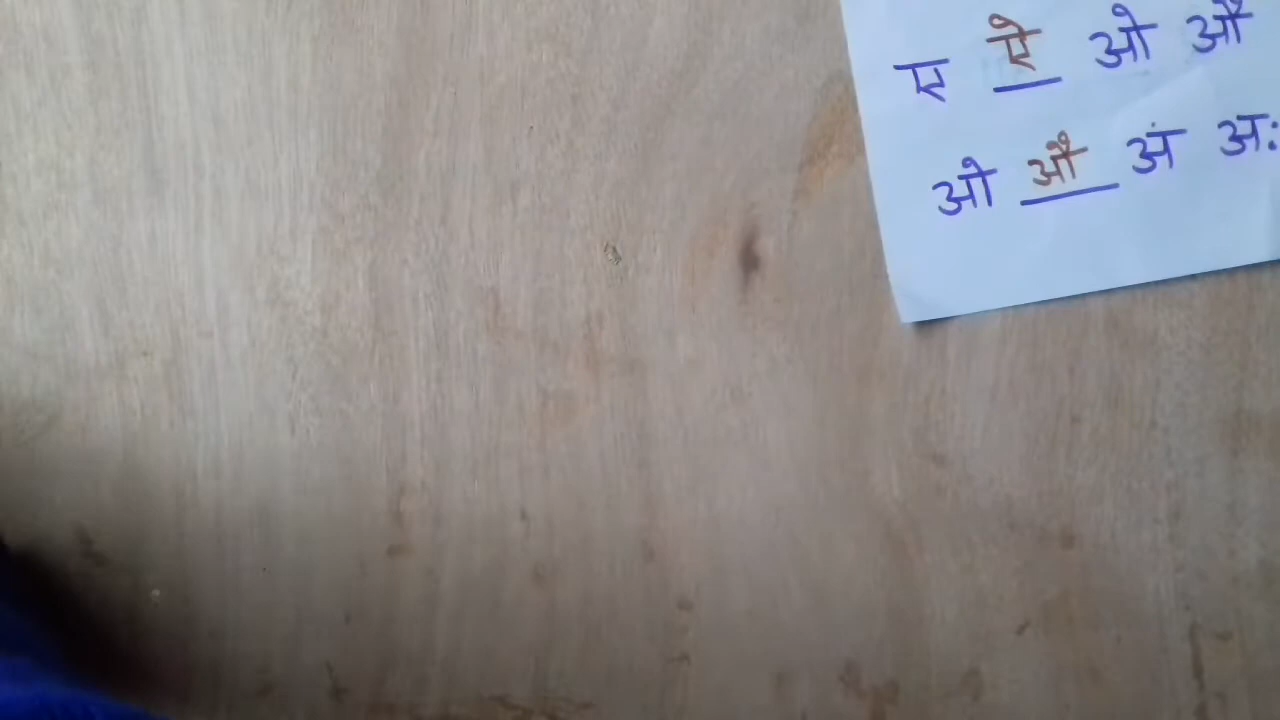 ए ऐ ओ औ
ओ औ अं अः